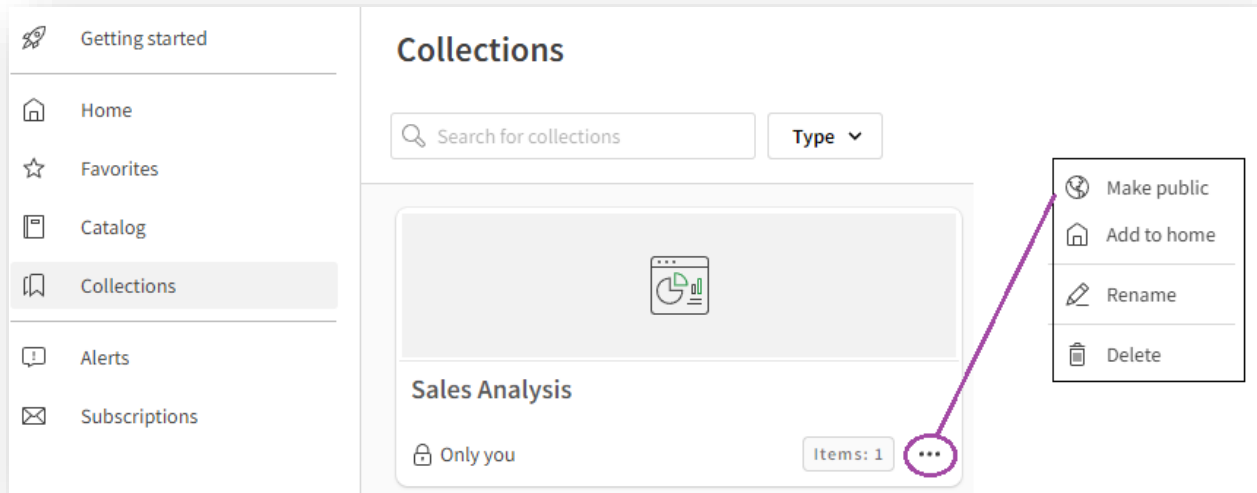 Getting started
Home
Favorites
Catalog
Collections
Alerts
Subscriptions
Collections
Search for collections
Type
Sales Analysis
Only you
Items: 1
Make public
Add to home
Rename
Delete